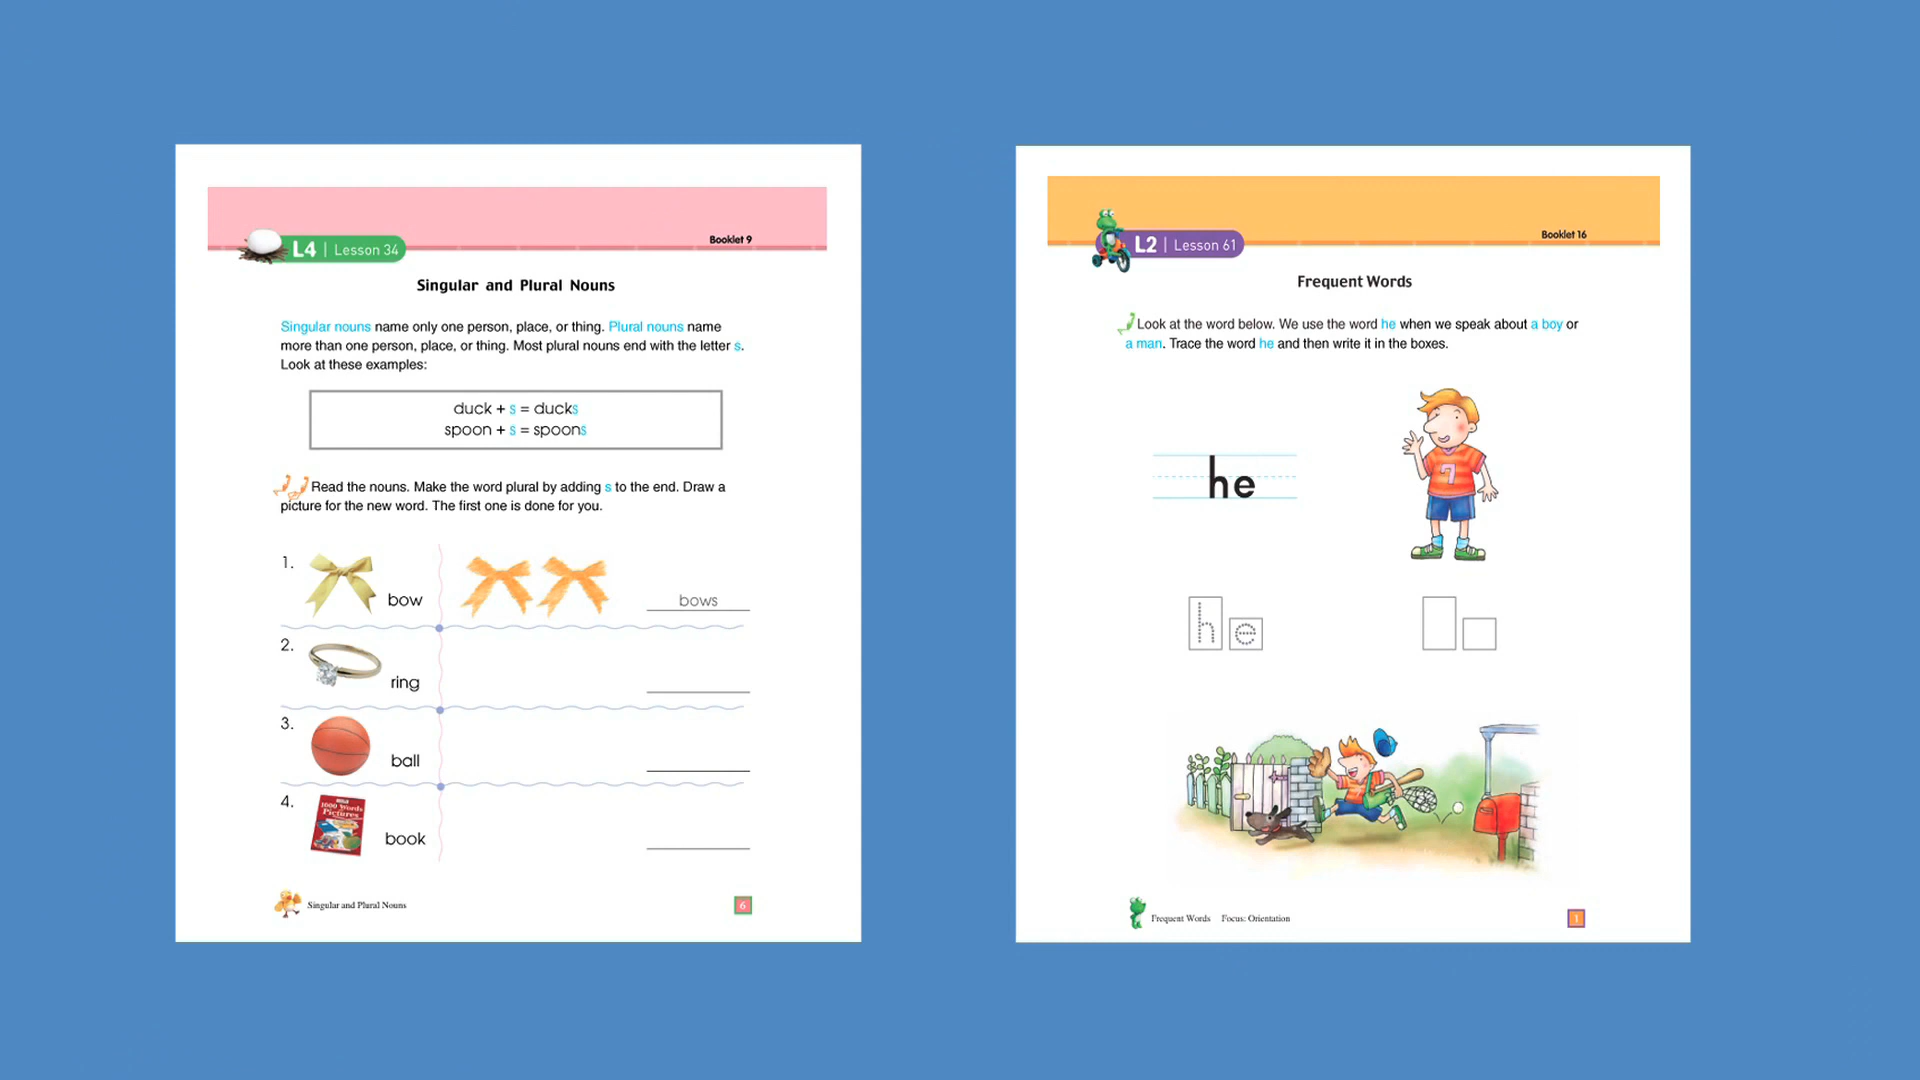 L4 | Lesson 34
Booklet 9
Singular and Plural Nouns
Singular nouns name only one person, place, or thing. Plural nouns name
more than one person, place, or thing. Most plural nouns end with the letter s.
Look at these examples:
duck + s = ducks
spoon + s = spoons
Read the nouns. Make the word plural by adding s to the end. Draw a
picture for the new word. The first one is done for you.
1.
bow
bows
2.
ring
3.
ball
4.
1000 Words
Pictures
book
Singular and Plural Nouns
6
L2 | Lesson 61
Booklet 16
Frequent Words
Look at the word below. We use the word he when we speak about a boy or
a man. Trace the word he and then write it in the boxes.
he
7
h e
Frequent Words Focus: Orientation
1